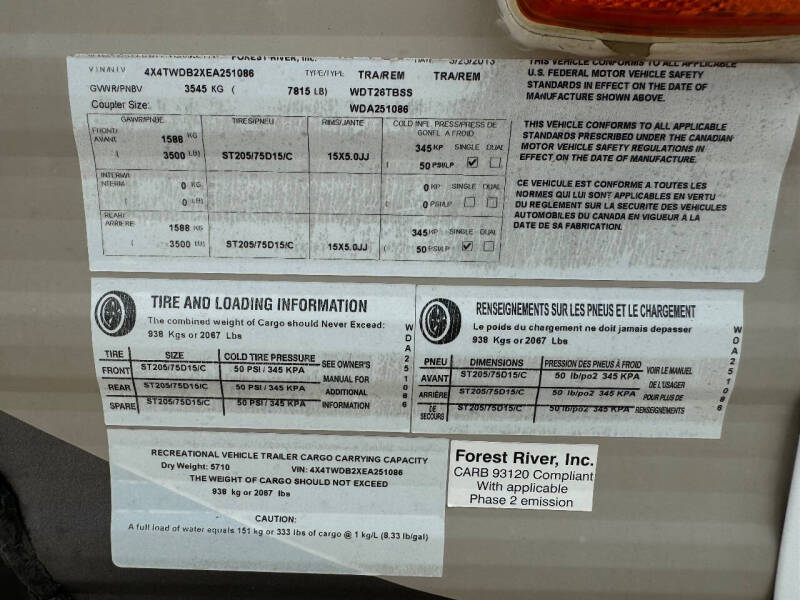 FOREST RIVER, Inc. DATE 3/25/2013
VIN/NIV 4X4TWDB2XEA251086 TYPE/TYPE TRA/REM TRA/REM
GVWR/PNBV 3545 KG ( 7815 LB) WDT26TBSS
Coupler Size: WDA251086
GAWR/PNBE TIRES/PNEU RIMS/JANTE COLD INFL. PRESS/PRESS DE GONFL A FROID
FRONT/ 1588 KG 345 KP SINGLE DUAL
AVANT
( 3500 LB) ST205/75D15/C 15X5.0JJ ( 50 PSI/LP
INTERM/ 0 KG 0 KP SINGLE DUAL
INTERM
( 0 LB) 0 PSI/LP
REAR/ 1588 KG 345 KP SINGLE DUAL
ARRIERE
( 3500 LB) ST205/75D15/C 15X5.0JJ ( 50 PSI/LP
THIS VEHICLE CONFORMS TO ALL APPLICABLE
U.S. FEDERAL MOTOR VEHICLE SAFETY
STANDARDS IN EFFECT ON THE DATE OF
MANUFACTURE SHOWN ABOVE.
THIS VEHICLE CONFORMS TO ALL APPLICABLE
STANDARDS PRESCRIBED UNDER THE CANADIAN
MOTOR VEHICLE SAFETY REGULATIONS IN
EFFECT ON THE DATE OF MANUFACTURE.
CE VEHICULE EST CONFORME A TOUTES LES
NORMES QUI LUI SONT APPLICABLES EN VERTU
DU REGLEMENT SUR LA SECURITE DES VEHICULES
AUTOMOBILES DU CANADA EN VIGUEUR A LA
DATE DE SA FABRICATION.
TIRE AND LOADING INFORMATION
The combined weight of Cargo should Never Exceed:
938 Kgs or 2067 Lbs
TIRE SIZE COLD TIRE PRESSURE SEE OWNER'S
FRONT ST205/75D15/C 50 PSI / 345 KPA MANUAL FOR
REAR ST205/75D15/C 50 PSI / 345 KPA ADDITIONAL
SPARE ST205/75D15/C 50 PSI / 345 KPA INFORMATION
WDA251086
RENSEIGNEMENTS SUR LES PNEUS ET LE CHARGEMENT
Le poids du chargement ne doit jamais depasser
938 Kgs or 2067 Lbs
PNEU DIMENSIONS PRESSION DES PNEUS À FROID VOIR LE MANUEL
AVANT ST205/75D15/C 50 lb/po2 345 KPA DE L'USAGER
ARRIÈRE ST205/75D15/C 50 lb/po2 345 KPA POUR PLUS DE
DE SECOURS ST205/75D15/C 50 lb/po2 345 KPA RENSEIGNEMENTS
WDA251086
RECREATIONAL VEHICLE TRAILER CARGO CARRYING CAPACITY
Dry Weight: 5710 VIN: 4X4TWDB2XEA251086
THE WEIGHT OF CARGO SHOULD NOT EXCEED
938 kg or 2067 lbs
CAUTION:
A full load of water equals 151 kg or 333 lbs of cargo @ 1 kg/L (8.33 lb/gal)
Forest River, Inc.
CARB 93120 Compliant
With applicable
Phase 2 emission